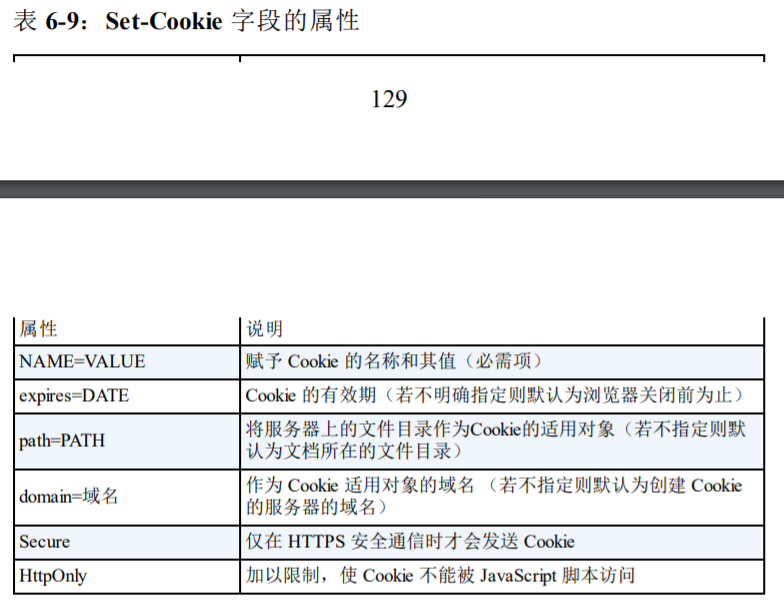 表 6-9：Set-Cookie 字段的属性
129
属性 说明
NAME=VALUE 赋予 Cookie 的名称和其值（必需项）
expires=DATE Cookie 的有效期（若不明确指定则默认为浏览器关闭前为止）
path=PATH 将服务器上的文件目录作为Cookie的适用对象（若不指定则默
认为文档所在的文件目录）
domain=域名 作为 Cookie 适用对象的域名 （若不指定则默认为创建 Cookie
的服务器的域名）
Secure 仅在 HTTPS 安全通信时才会发送 Cookie
HttpOnly 加以限制，使 Cookie 不能被 JavaScript 脚本访问